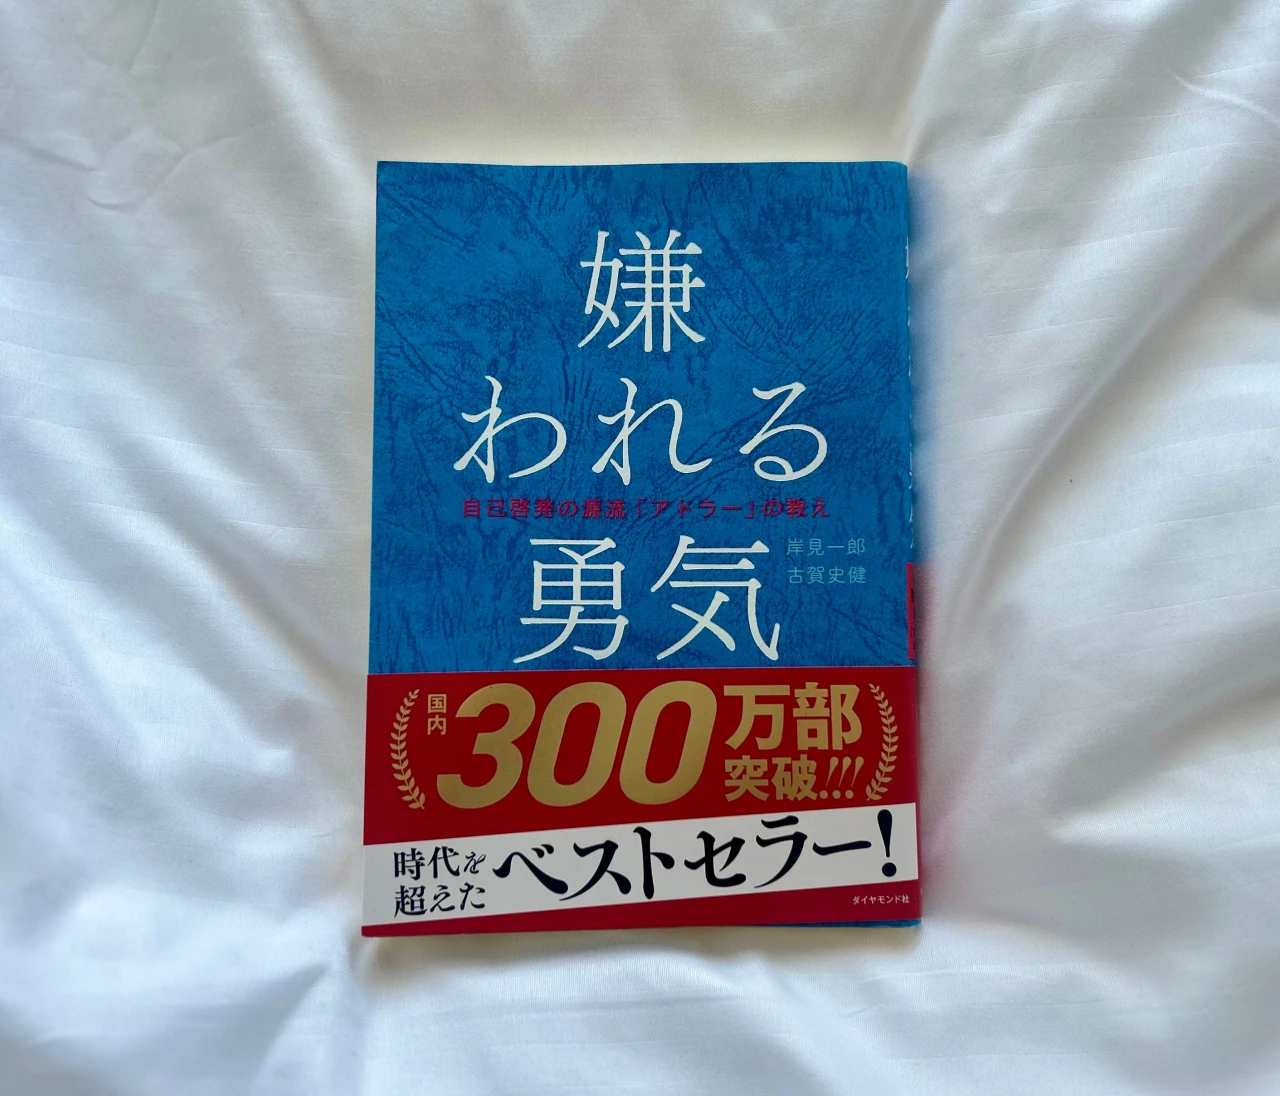 嫌
われる
自己啓発の源流「アドラー」の教え
勇気
岸見一郎
古賀史健
国内
300万部
突破!!!
時代を
超えた
ベストセラー!
ダイヤモンド社